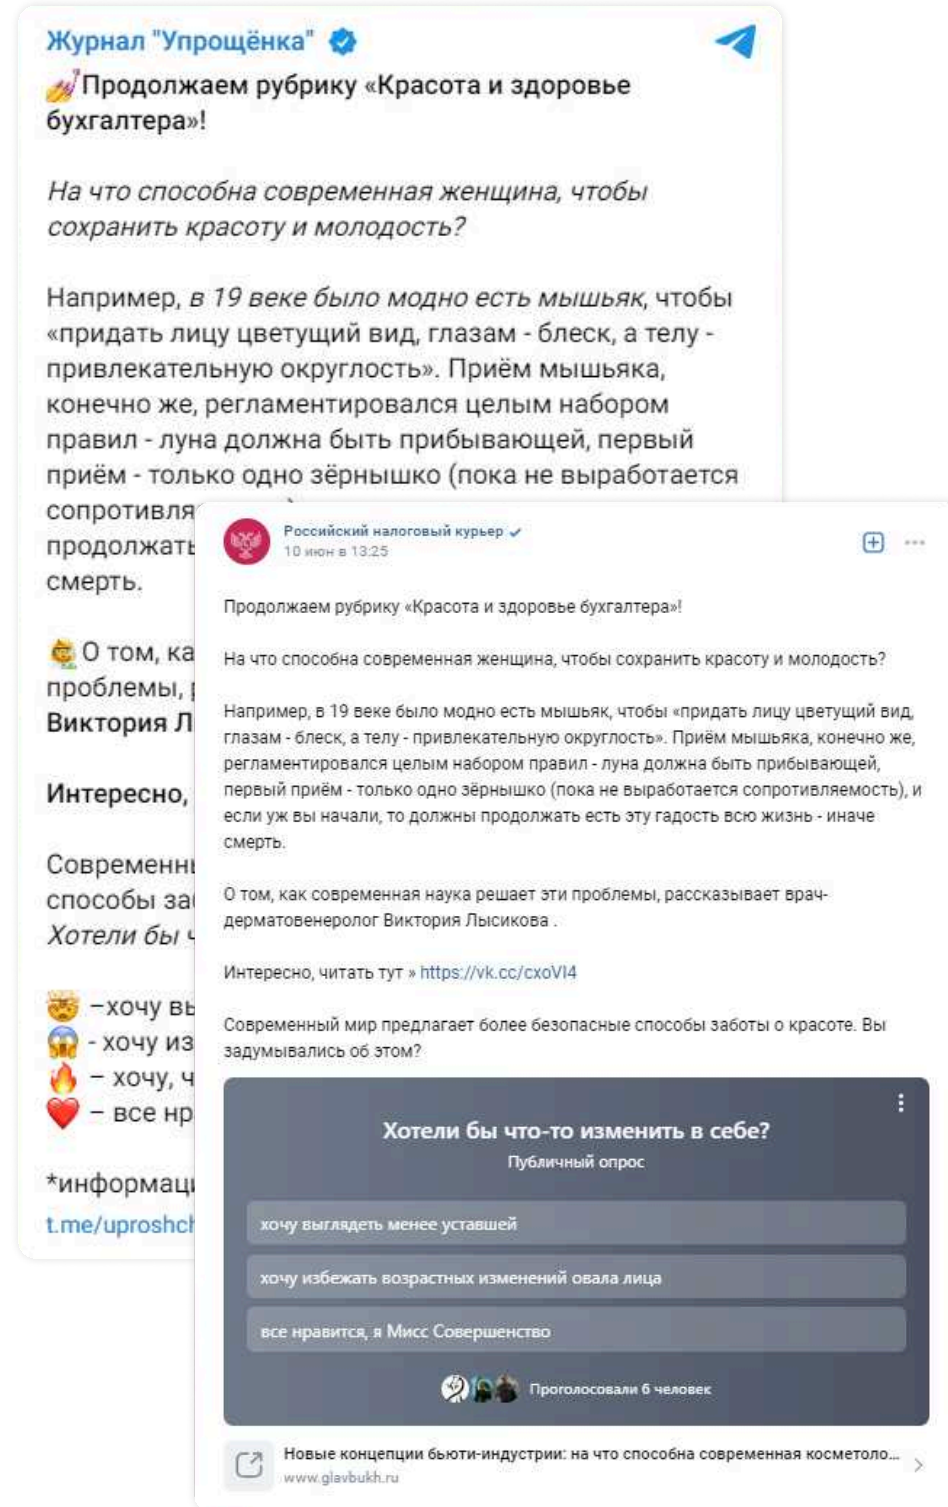 Журнал "Упрощёнка"
Продолжаем рубрику «Красота и здоровье
бухгалтера»!
На что способна современная женщина, чтобы
сохранить красоту и молодость?
Например, в 19 веке было модно есть мышьяк, чтобы
«придать лицу цветущий вид, глазам - блеск, а телу -
привлекательную округлость». Приём мышьяка,
конечно же, регламентировался целым набором
правил - луна должна быть прибывающей, первый
приём - только одно зёрнышко (пока не выработается
сопротивля
продолжать
смерть.
О том, ка
проблемы,
Виктория Л
Интересно,
Современны
способы за
Хотели бы
–хочу вы
- хочу из
– хочу, ч
– все нр
*информаци
t.me/uproshch
Российский налоговый курьер
10 июн в 13:25
Продолжаем рубрику «Красота и здоровье бухгалтера»!
На что способна современная женщина, чтобы сохранить красоту и молодость?
Например, в 19 веке было модно есть мышьяк, чтобы «придать лицу цветущий вид,
глазам - блеск, а телу - привлекательную округлость». Приём мышьяка, конечно же,
регламентировался целым набором правил - луна должна быть прибывающей,
первый приём - только одно зёрнышко (пока не выработается сопротивляемость), и
если уж вы начали, то должны продолжать есть эту гадость всю жизнь - иначе
смерть.
О том, как современная наука решает эти проблемы, рассказывает врач-
дерматовенеролог Виктория Лысикова .
Интересно, читать тут » https://vk.cc/cxoVI4
Современный мир предлагает более безопасные способы заботы о красоте. Вы
задумывались об этом?
Хотели бы что-то изменить в себе?
Публичный опрос
хочу выглядеть менее уставшей
хочу избежать возрастных изменений овала лица
все нравится, я Мисс Совершенство
Проголосовали 6 человек
Новые концепции бьюти-индустрии: на что способна современная косметоло...
www.glavbukh.ru